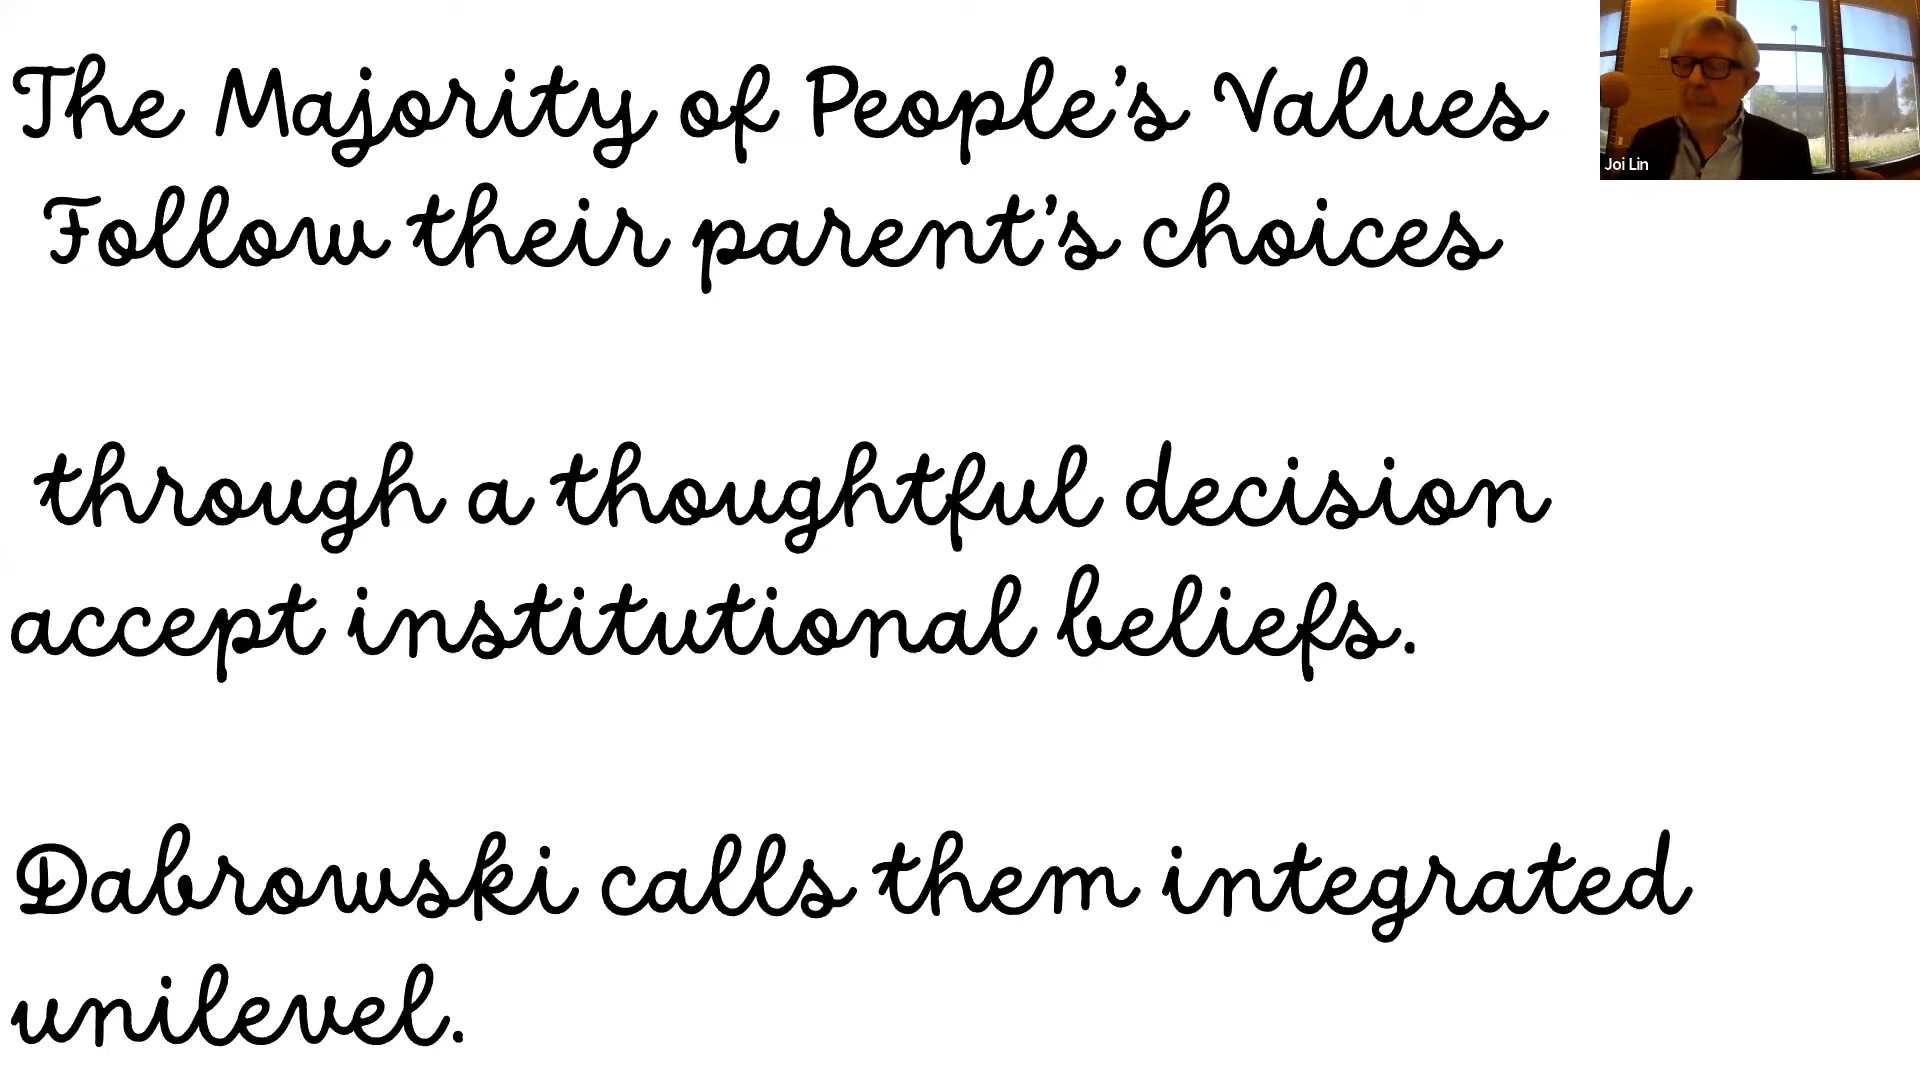 The Majority of People's Values
Follow their parent's choices
through a thoughtful decision
accept institutional beliefs.
Dabrowski calls them integrated
unilevel.
Joi Lin